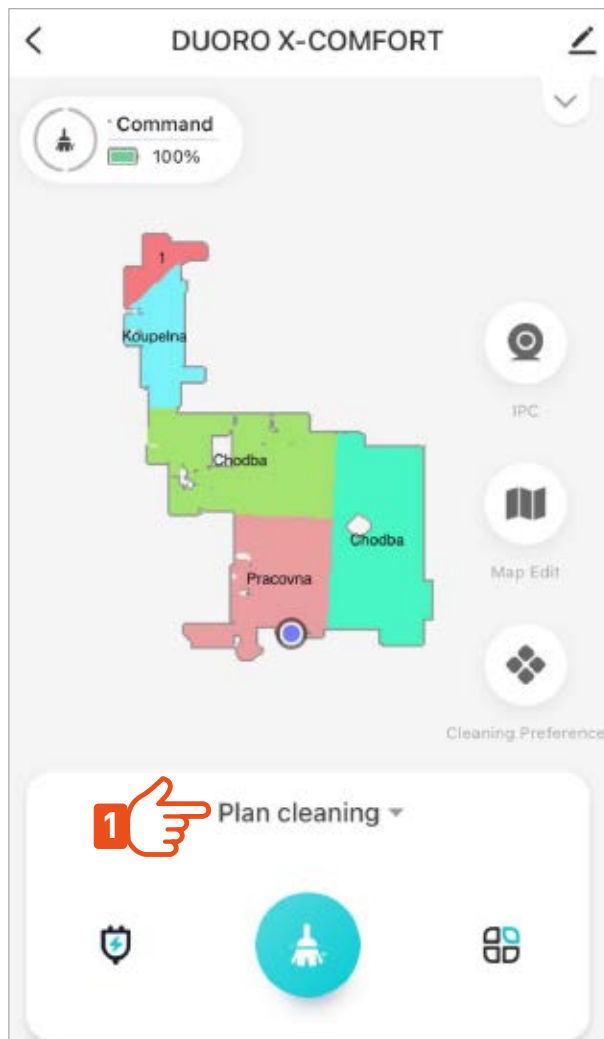 DUORO X-COMFORT
Command
100%
1
Koupelna
IPC
Chodba
Chodba
Map Edit
Pracovna
Cleaning Preference
1
Plan cleaning